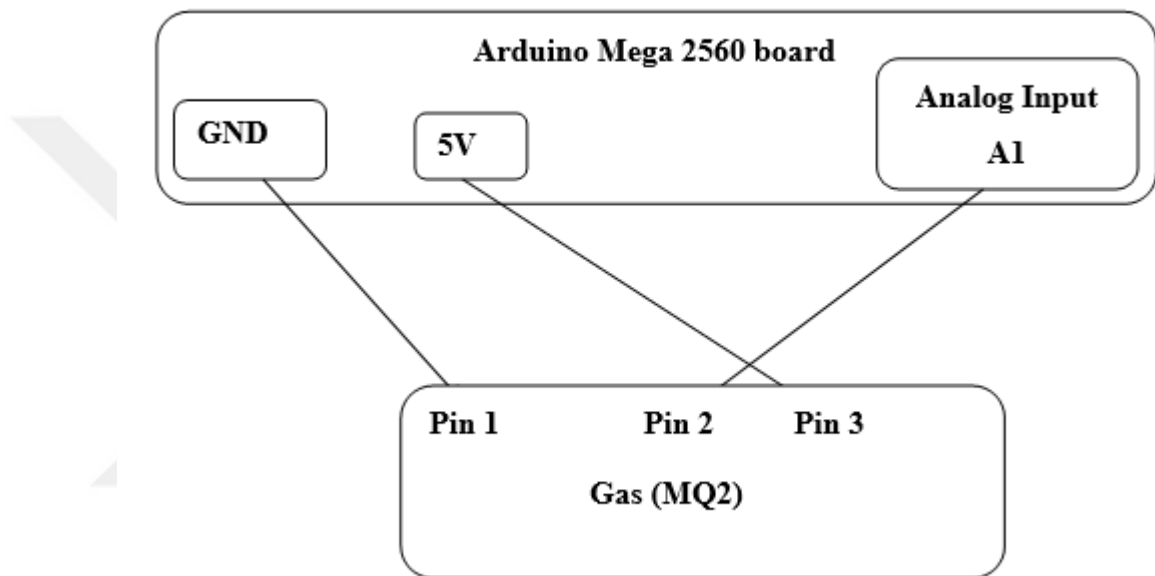 Arduino Mega 2560 board
GND
5V
Analog Input
A1
Pin 1
Pin 2
Pin 3
Gas (MQ2)